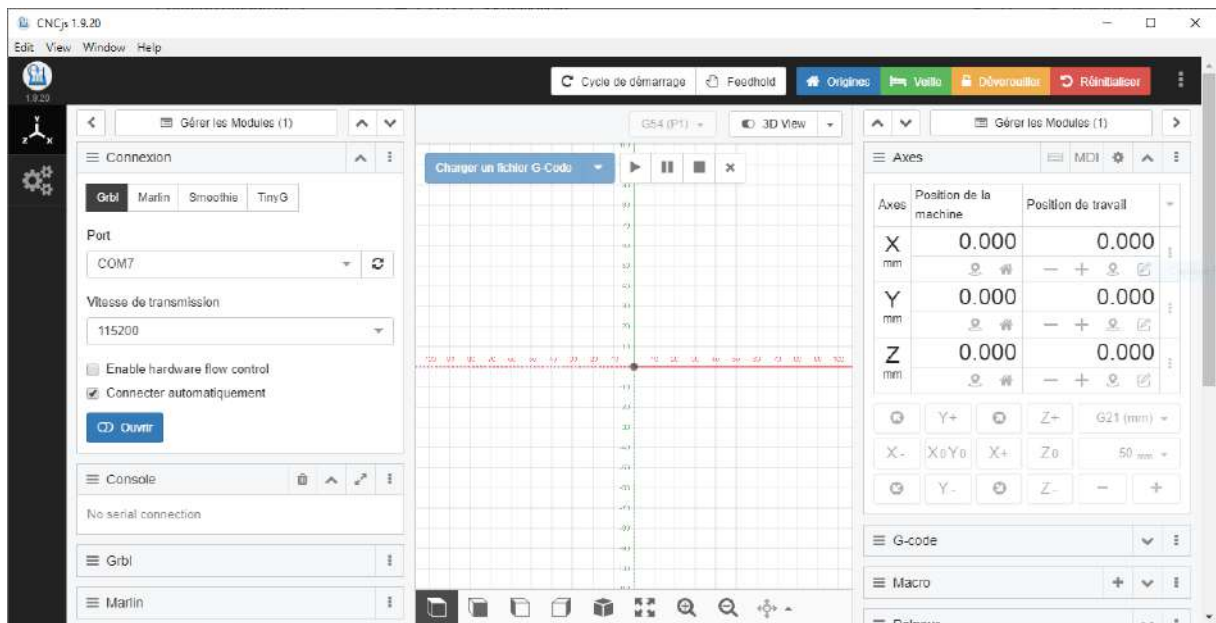 CNCjs 1.9.20
Edit View Window Help
1.9.20
Cycle de démarrage
Feedhold
Origines
Veille
Déverouiller
Réinitialiser
Gérer les Modules (1)
Connexion
Grbl Marlin Smoothie TinyG
Port
COM7
Vitesse de transmission
115200
Enable hardware flow control
Connecter automatiquement
Ouvrir
Console
No serial connection
Grbl
Marlin
G54 (P1)
3D View
Charger un fichier G-Code
Gérer les Modules (1)
Axes
MDI
Axes Position de la machine Position de travail
X mm 0.000 0.000
Y mm 0.000 0.000
Z mm 0.000 0.000
Y+ Z+ G21 (mm)
X- X0Y0 X+ Z0 50 mm
Y- Z-
G-code
Macro